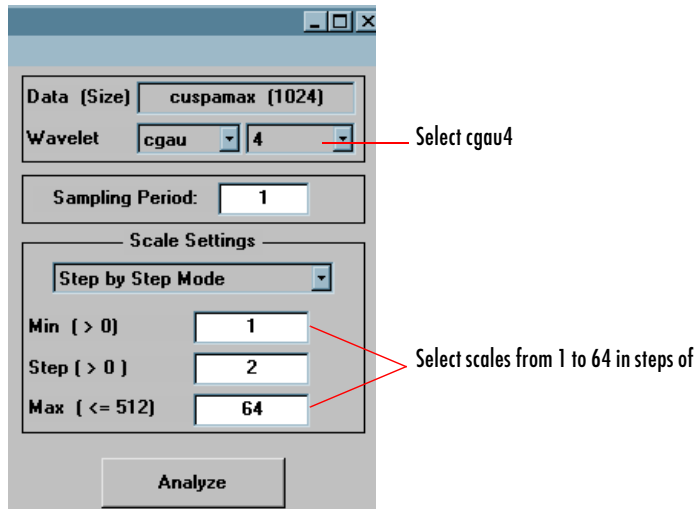 Data (Size) cuspamax (1024)
Wavelet cgau 4
Select cgau4
Sampling Period: 1
Scale Settings
Step by Step Mode
Min ( > 0) 1
Step ( > 0 ) 2
Select scales from 1 to 64 in steps of
Max ( <= 512) 64
Analyze